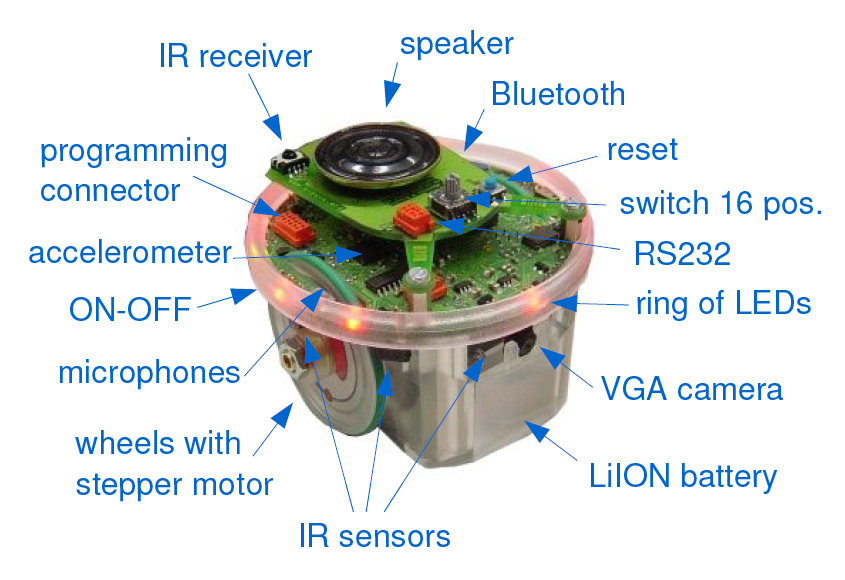 speaker
IR receiver
Bluetooth
programming
connector
reset
switch 16 pos.
accelerometer
RS232
ON-OFF
ring of LEDs
microphones
VGA camera
wheels with
stepper motor
LiION battery
IR sensors